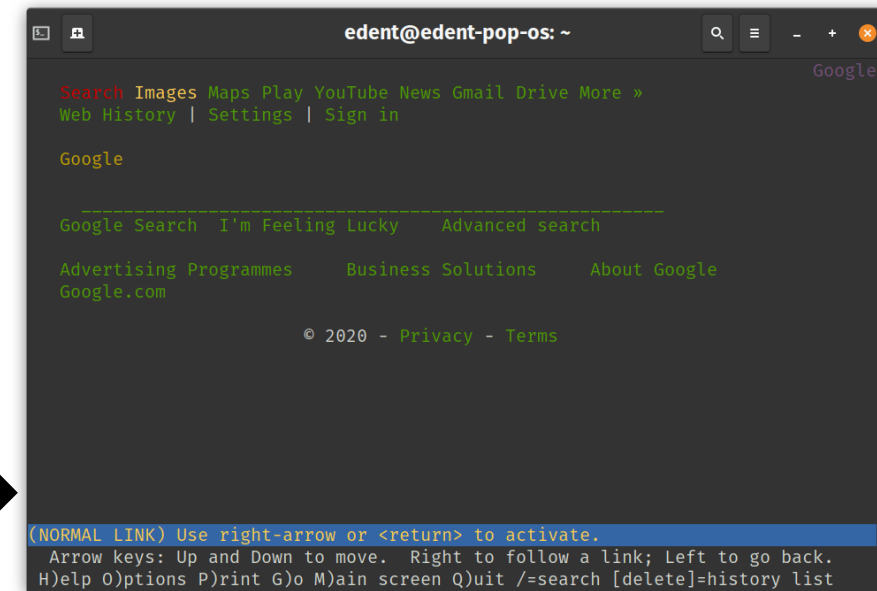 edent@edent-pop-os: ~
Google
Search Images Maps Play YouTube News Gmail Drive More »
Web History | Settings | Sign in
Google
_______________________________________________________
Google Search I'm Feeling Lucky Advanced search
Advertising Programmes Business Solutions About Google
Google.com
© 2020 - Privacy - Terms
(NORMAL LINK) Use right-arrow or <return> to activate.
Arrow keys: Up and Down to move. Right to follow a link; Left to go back.
H)elp O)ptions P)rint G)o M)ain screen Q)uit /=search [delete]=history list